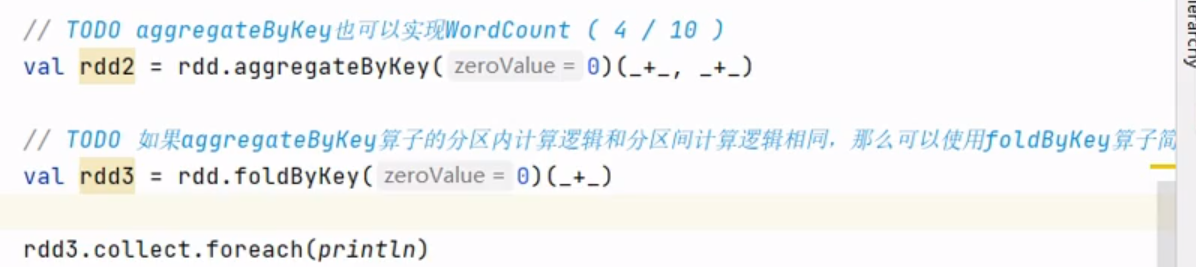 // TODO aggregateByKey也可以实现WordCount ( 4 / 10 )
val rdd2 = rdd.aggregateByKey( zeroValue = 0)(_+_, _+_)
// TODO 如果aggregateByKey算子的分区内计算逻辑和分区间计算逻辑相同，那么可以使用foldByKey算子简
val rdd3 = rdd.foldByKey( zeroValue = 0)(_+_)
rdd3.collect.foreach(println)
erarchy